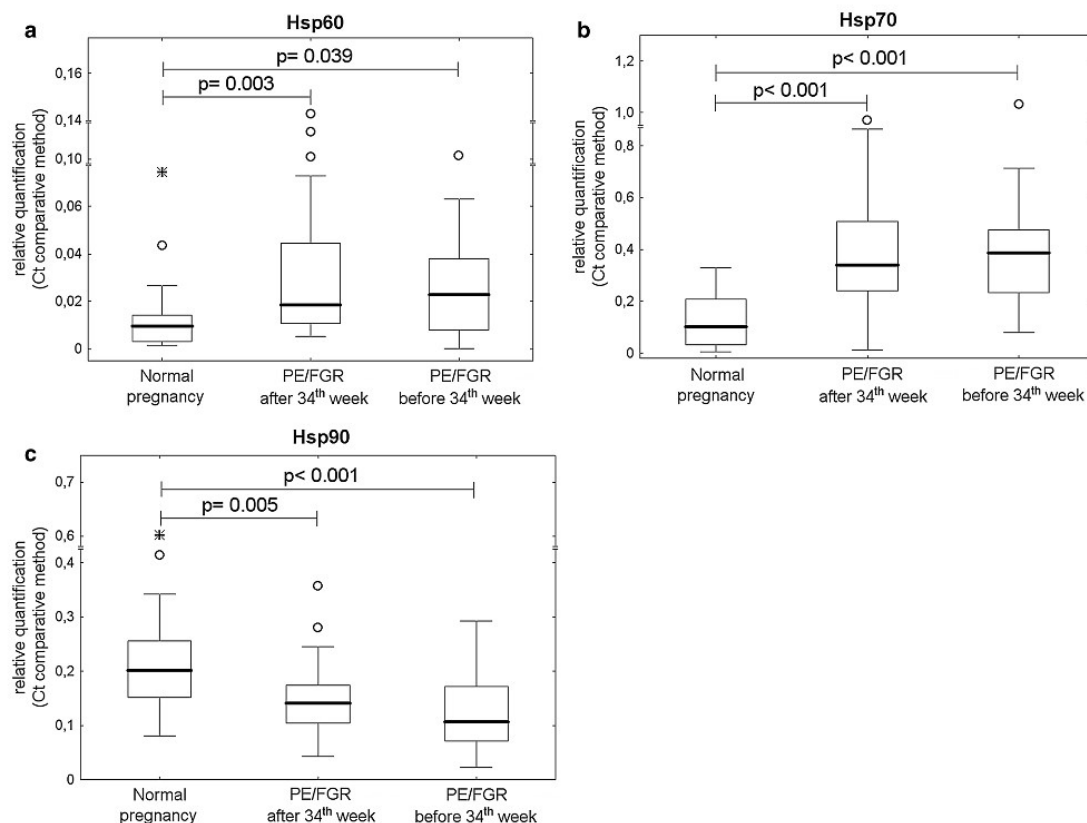 a
Hsp60
relative quantification
(Ct comparative method)
0,16
0,14
0,10
0,06
0,04
0,02
0
p= 0.039
p= 0.003
Normal
pregnancy
PE/FGR
after 34th week
PE/FGR
before 34th week
b
Hsp70
relative quantification
(Ct comparative method)
1,2
1,0
0,8
0,6
0,4
0,2
0
p< 0.001
p< 0.001
Normal
pregnancy
PE/FGR
after 34th week
PE/FGR
before 34th week
c
Hsp90
relative quantification
(Ct comparative method)
0,7
0,6
0,4
0,3
0,2
0,1
0
p< 0.001
p= 0.005
Normal
pregnancy
PE/FGR
after 34th week
PE/FGR
before 34th week